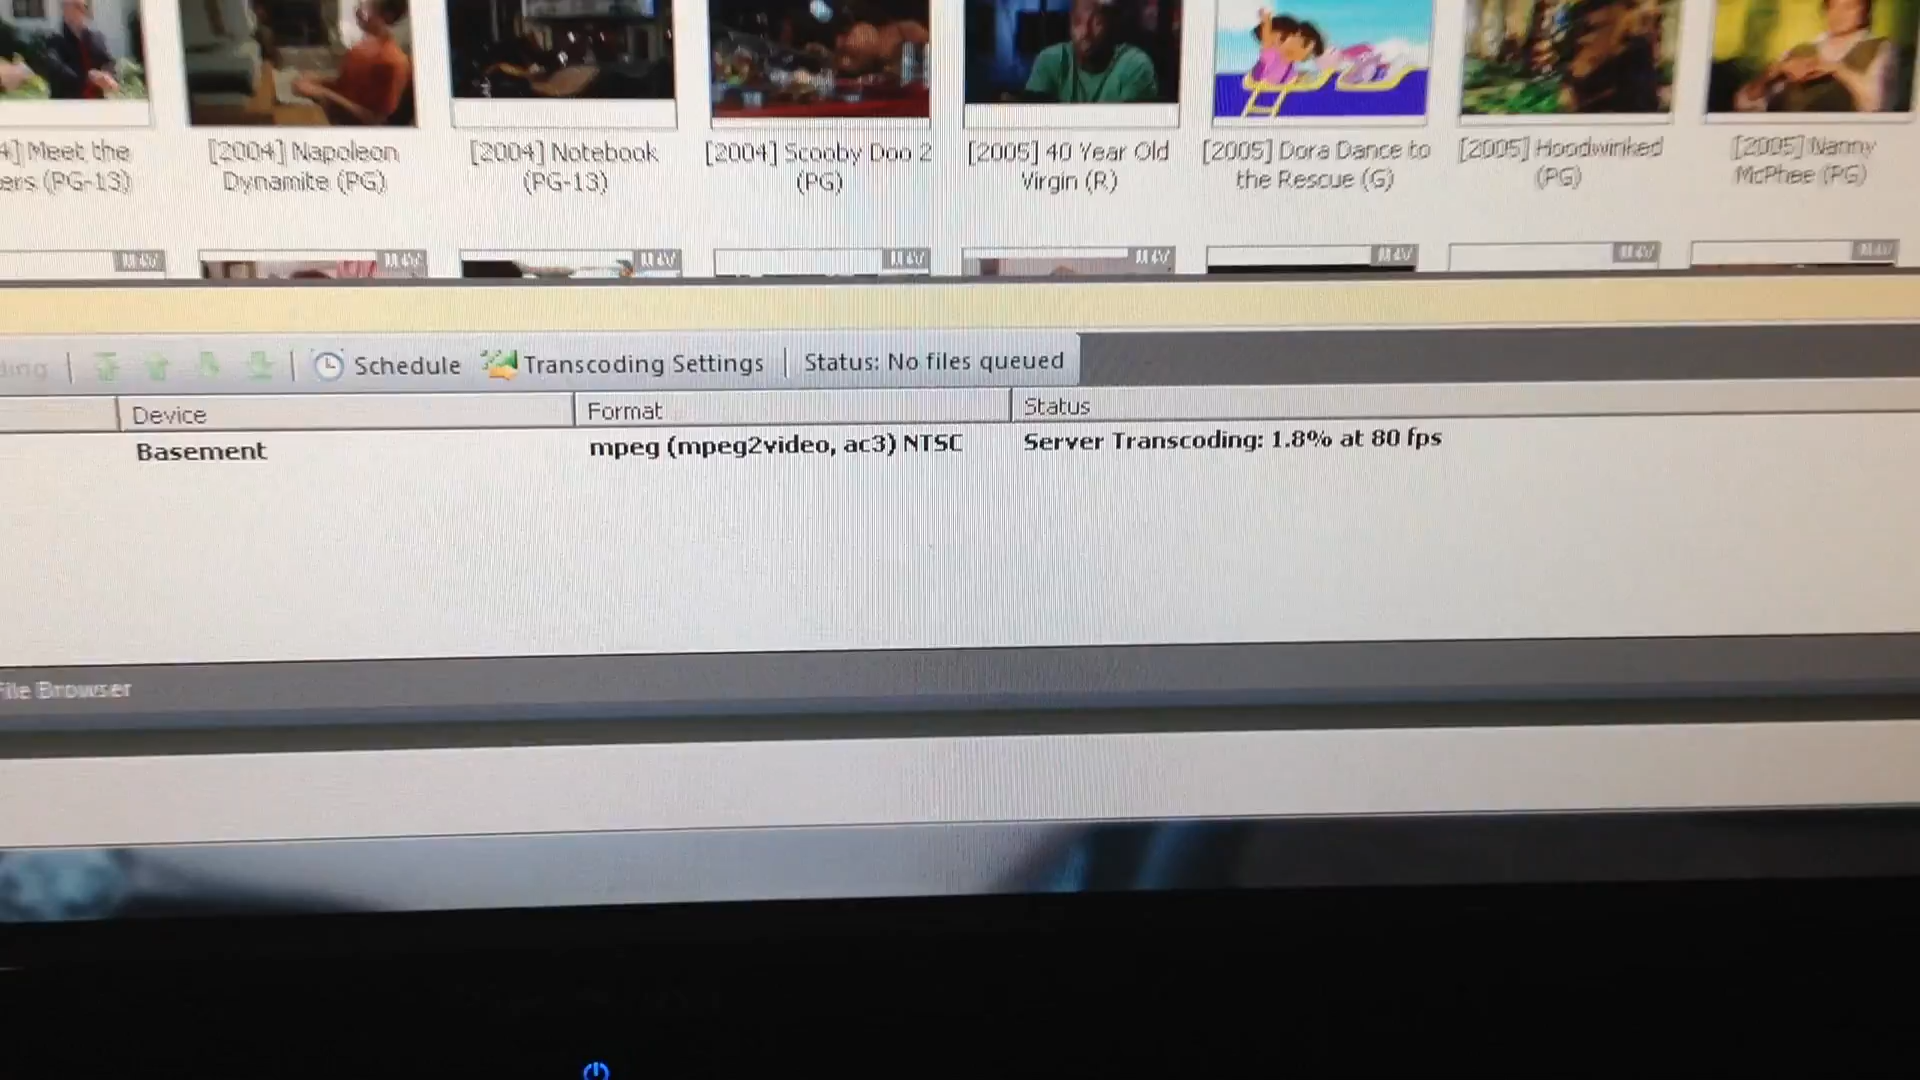 4] Meet the
ers (PG-13)
[2004] Napoleon
Dynamite (PG)
[2004] Notebook
(PG-13)
[2004] Scooby Doo 2
(PG)
[2005] 40 Year Old
Virgin (R)
[2005] Dora Dance to
the Rescue (G)
[2005] Hoodwinked
(PG)
[2005] Nanny
McPhee (PG)
M4V M4V M4V M4V M4V M4V M4V M4V
ding
Schedule
Transcoding Settings
Status: No files queued
Device
Format
Status
Basement
mpeg (mpeg2video, ac3) NTSC
Server Transcoding: 1.8% at 80 fps
File Browser